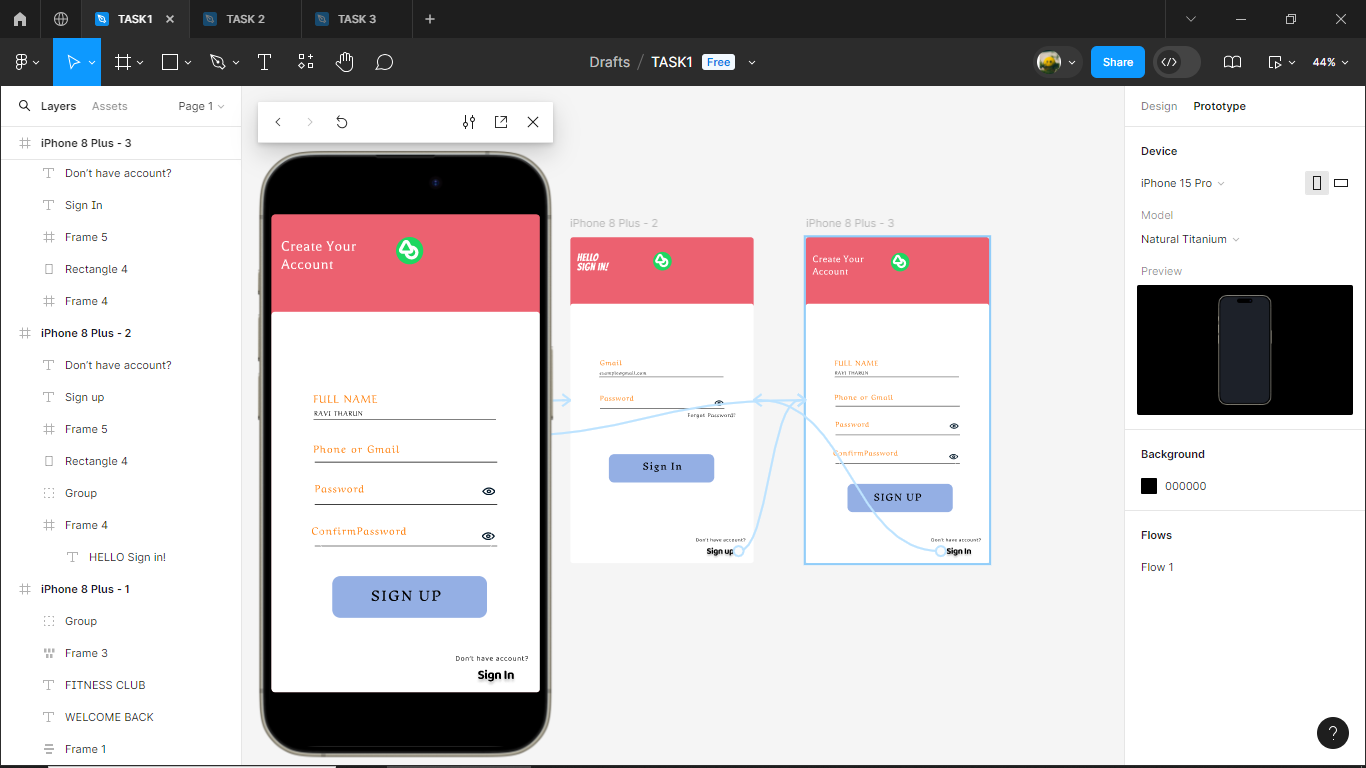 TASK1
TASK 2
TASK 3
Drafts / TASK1 Free
Share
44%
Layers
Assets
Page 1
iPhone 8 Plus - 3
Don't have account?
Sign In
Frame 5
Rectangle 4
Frame 4
iPhone 8 Plus - 2
Don't have account?
Sign up
Frame 5
Rectangle 4
Group
Frame 4
HELLO Sign in!
iPhone 8 Plus - 1
Group
Frame 3
FITNESS CLUB
WELCOME BACK
Frame 1
Create Your
Account
FULL NAME
RAVI THARUN
Phone or Gmail
Password
ConfirmPassword
SIGN UP
Don't have account?
Sign In
iPhone 8 Plus - 2
HELLO
SIGN IN!
Gmail
Password
Forget Password?
Sign In
Don't have account?
Sign up
iPhone 8 Plus - 3
Create Your
Account
FULL NAME
RAVI THARUN
Phone or Gmail
Password
ConfirmPassword
SIGN UP
Don't have account?
Sign In
Design
Prototype
Device
iPhone 15 Pro
Model
Natural Titanium
Preview
Background
000000
Flows
Flow 1
?